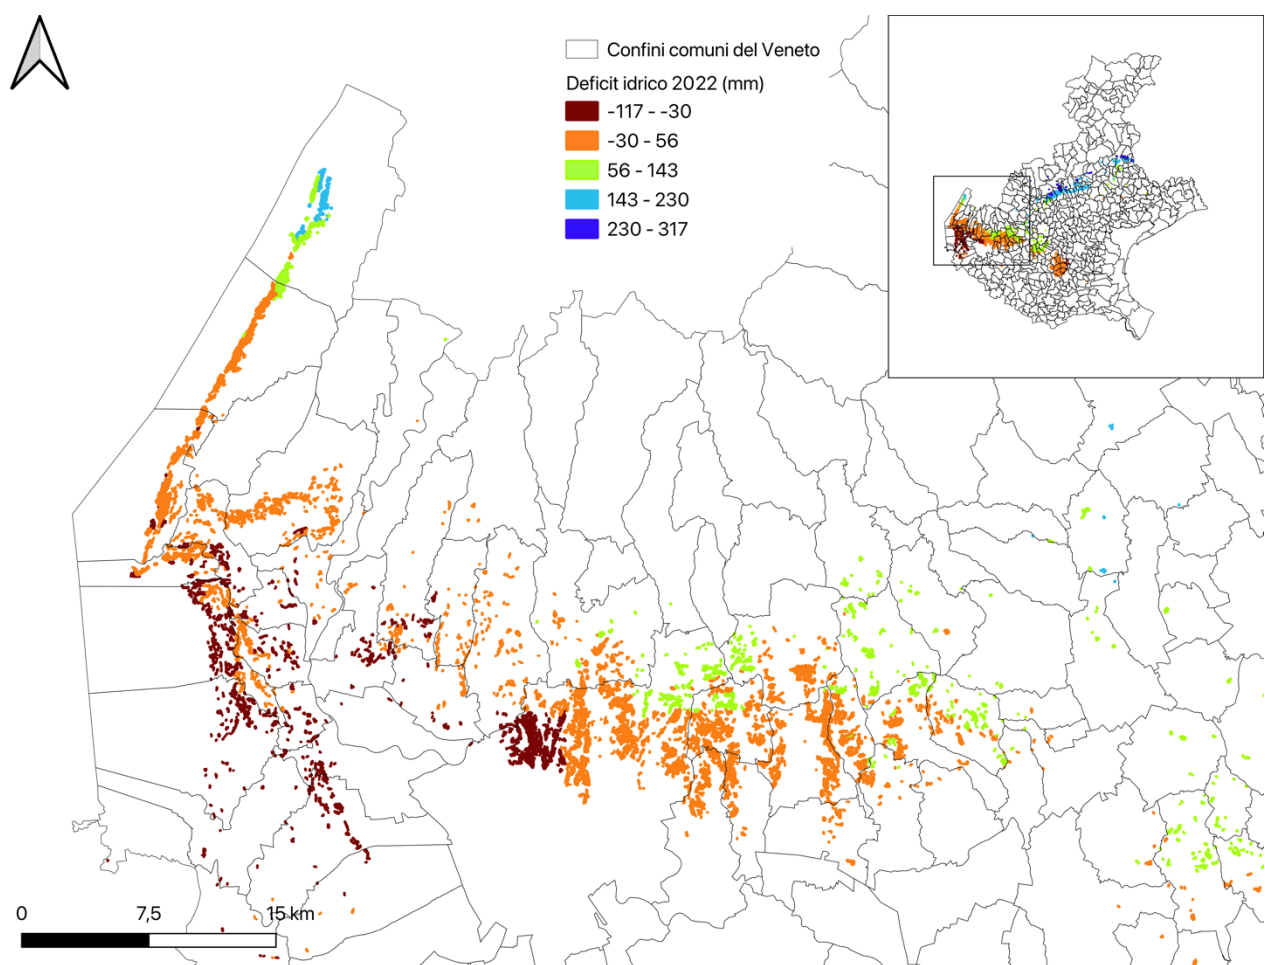 Confini comuni del Veneto
Deficit idrico 2022 (mm)
-117 - -30
-30 - 56
56 - 143
143 - 230
230 - 317
0 7,5 15 km